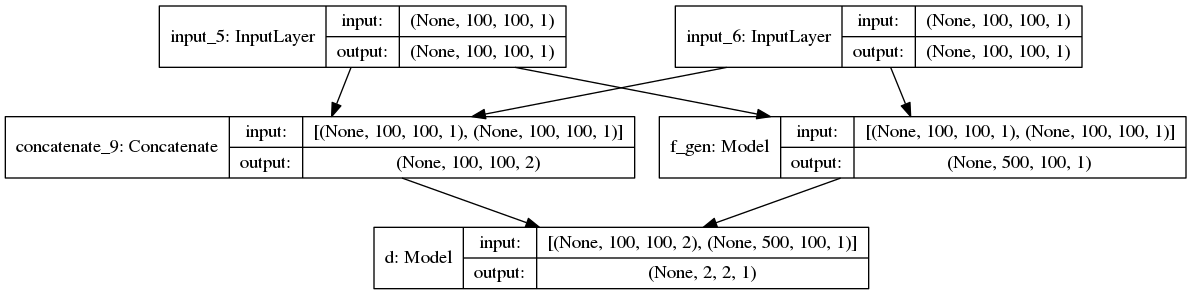 input_5: InputLayer
input: (None, 100, 100, 1)
output: (None, 100, 100, 1)
input_6: InputLayer
input: (None, 100, 100, 1)
output: (None, 100, 100, 1)
concatenate_9: Concatenate
input: [(None, 100, 100, 1), (None, 100, 100, 1)]
output: (None, 100, 100, 2)
f_gen: Model
input: [(None, 100, 100, 1), (None, 100, 100, 1)]
output: (None, 500, 100, 1)
d: Model
input: [(None, 100, 100, 2), (None, 500, 100, 1)]
output: (None, 2, 2, 1)